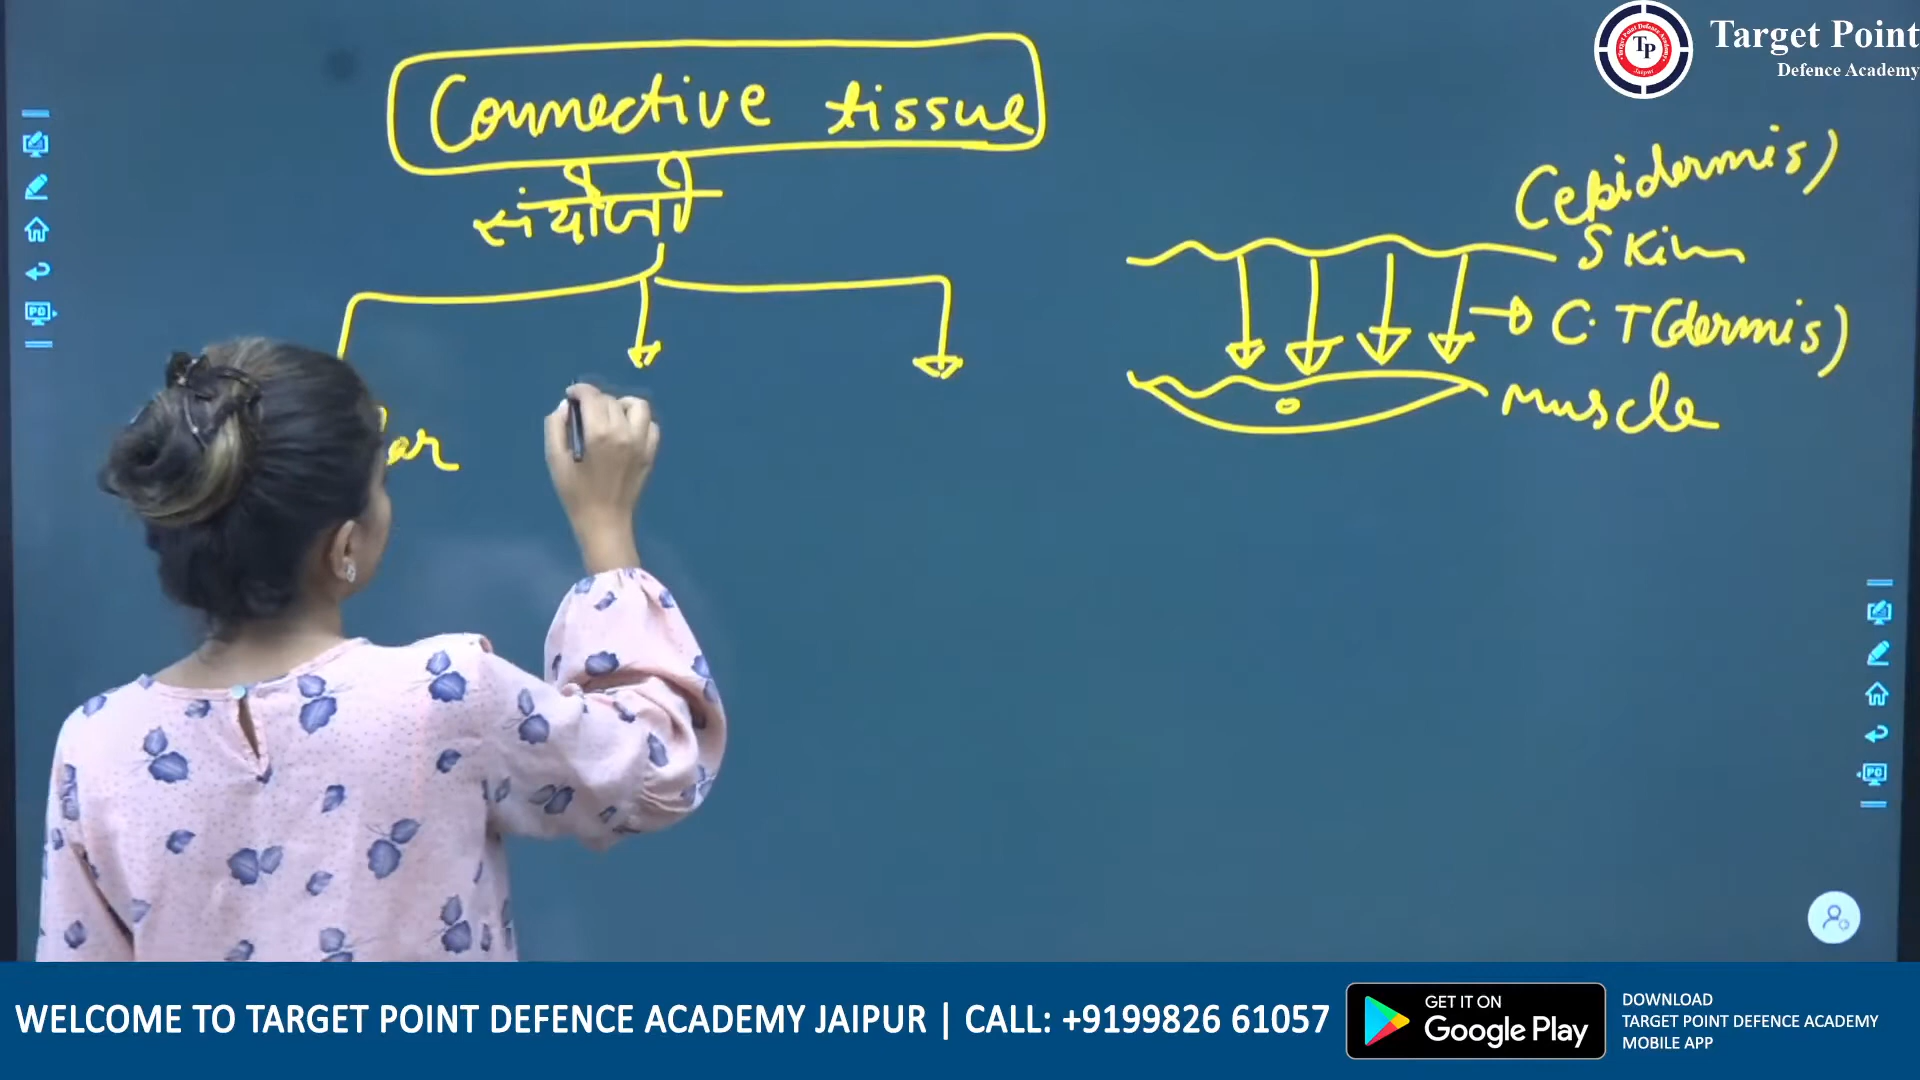 Target Point
Defence Academy
TP
Connective tissue
संयोजी
(epidermis)
Skin
C.T (dermis)
Muscle
WELCOME TO TARGET POINT DEFENCE ACADEMY JAIPUR | CALL: +9199826 61057
GET IT ON
Google Play
DOWNLOAD
TARGET POINT DEFENCE ACADEMY
MOBILE APP